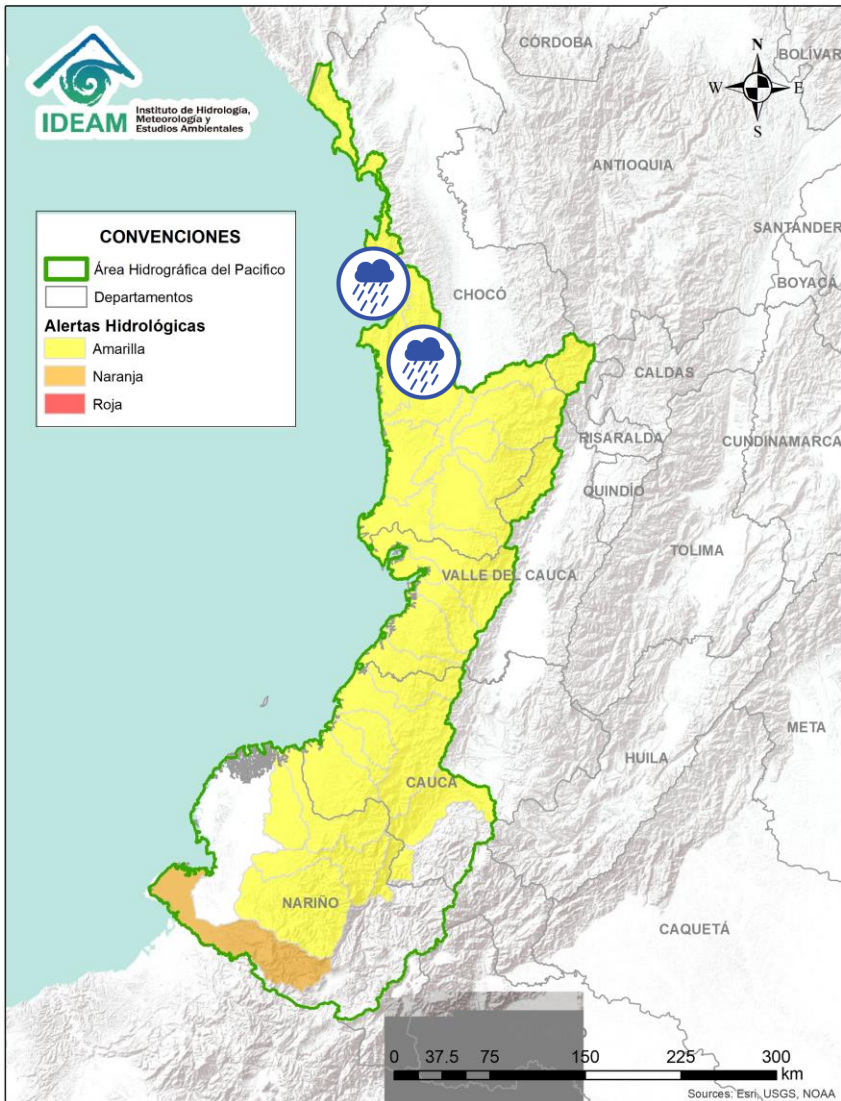 IDEAM
Instituto de Hidrología,
Meteorología y
Estudios Ambientales
N
W
E
S
CÓRDOBA
BOLÍVAR
ANTIOQUIA
SANTANDER
BOYACÁ
CHOCÓ
CALDAS
RISARALDA
CUNDINAMARCA
QUINDÍO
TOLIMA
VALLE DEL CAUCA
META
HUILA
CAUCA
NARIÑO
CAQUETÁ
CONVENCIONES
Área Hidrográfica del Pacifico
Departamentos
Alertas Hidrológicas
Amarilla
Naranja
Roja
0 37.5 75 150 225 300
km
Sources: Esri, USGS, NOAA